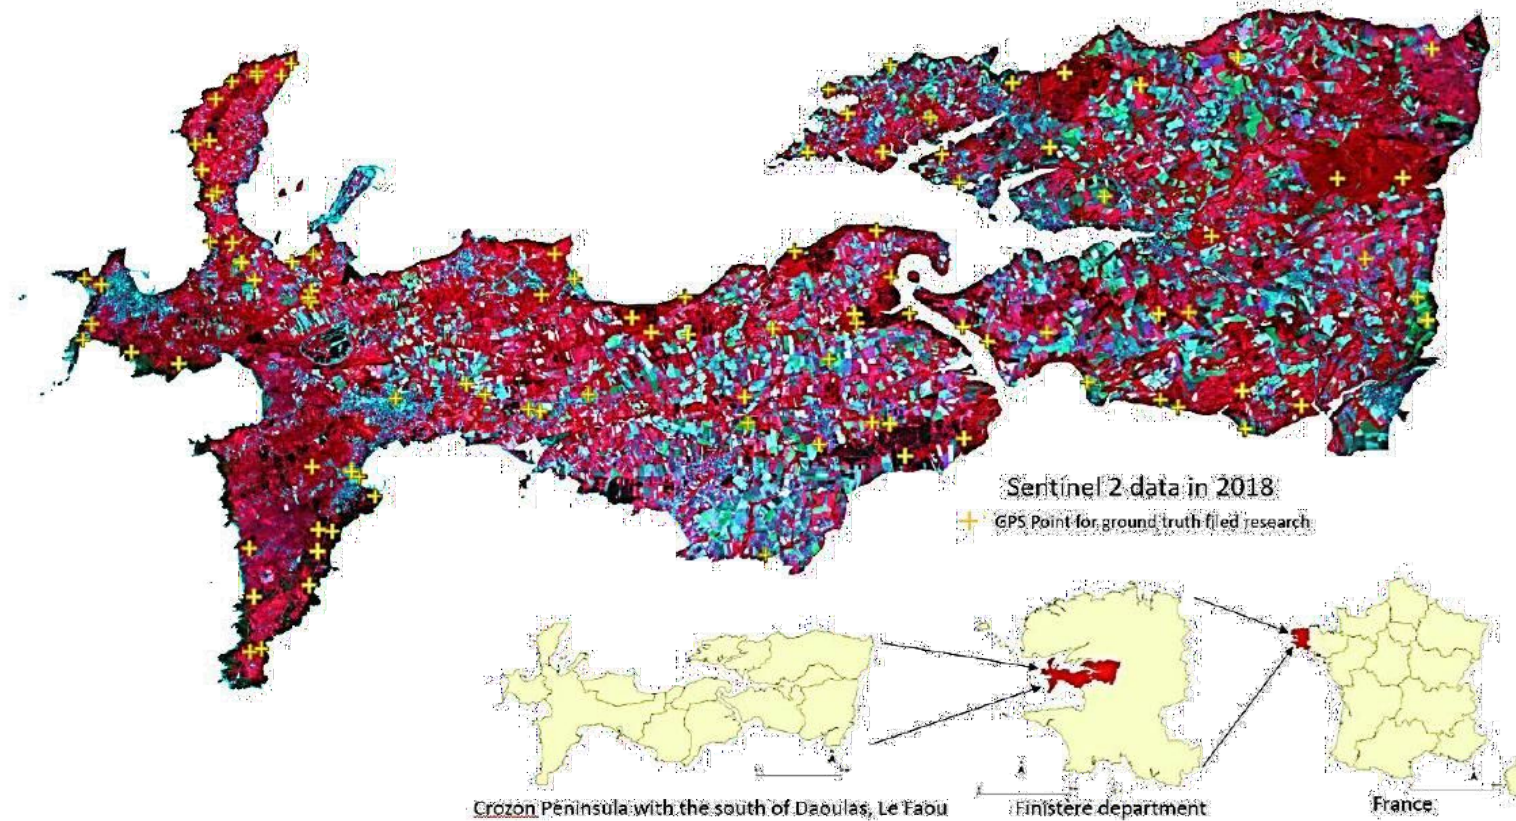 Sentinel 2 data in 2018
GPS Point for ground truth filed research
Crozon Peninsula with the south of Daoulas, Le Faou
Finistère department
France